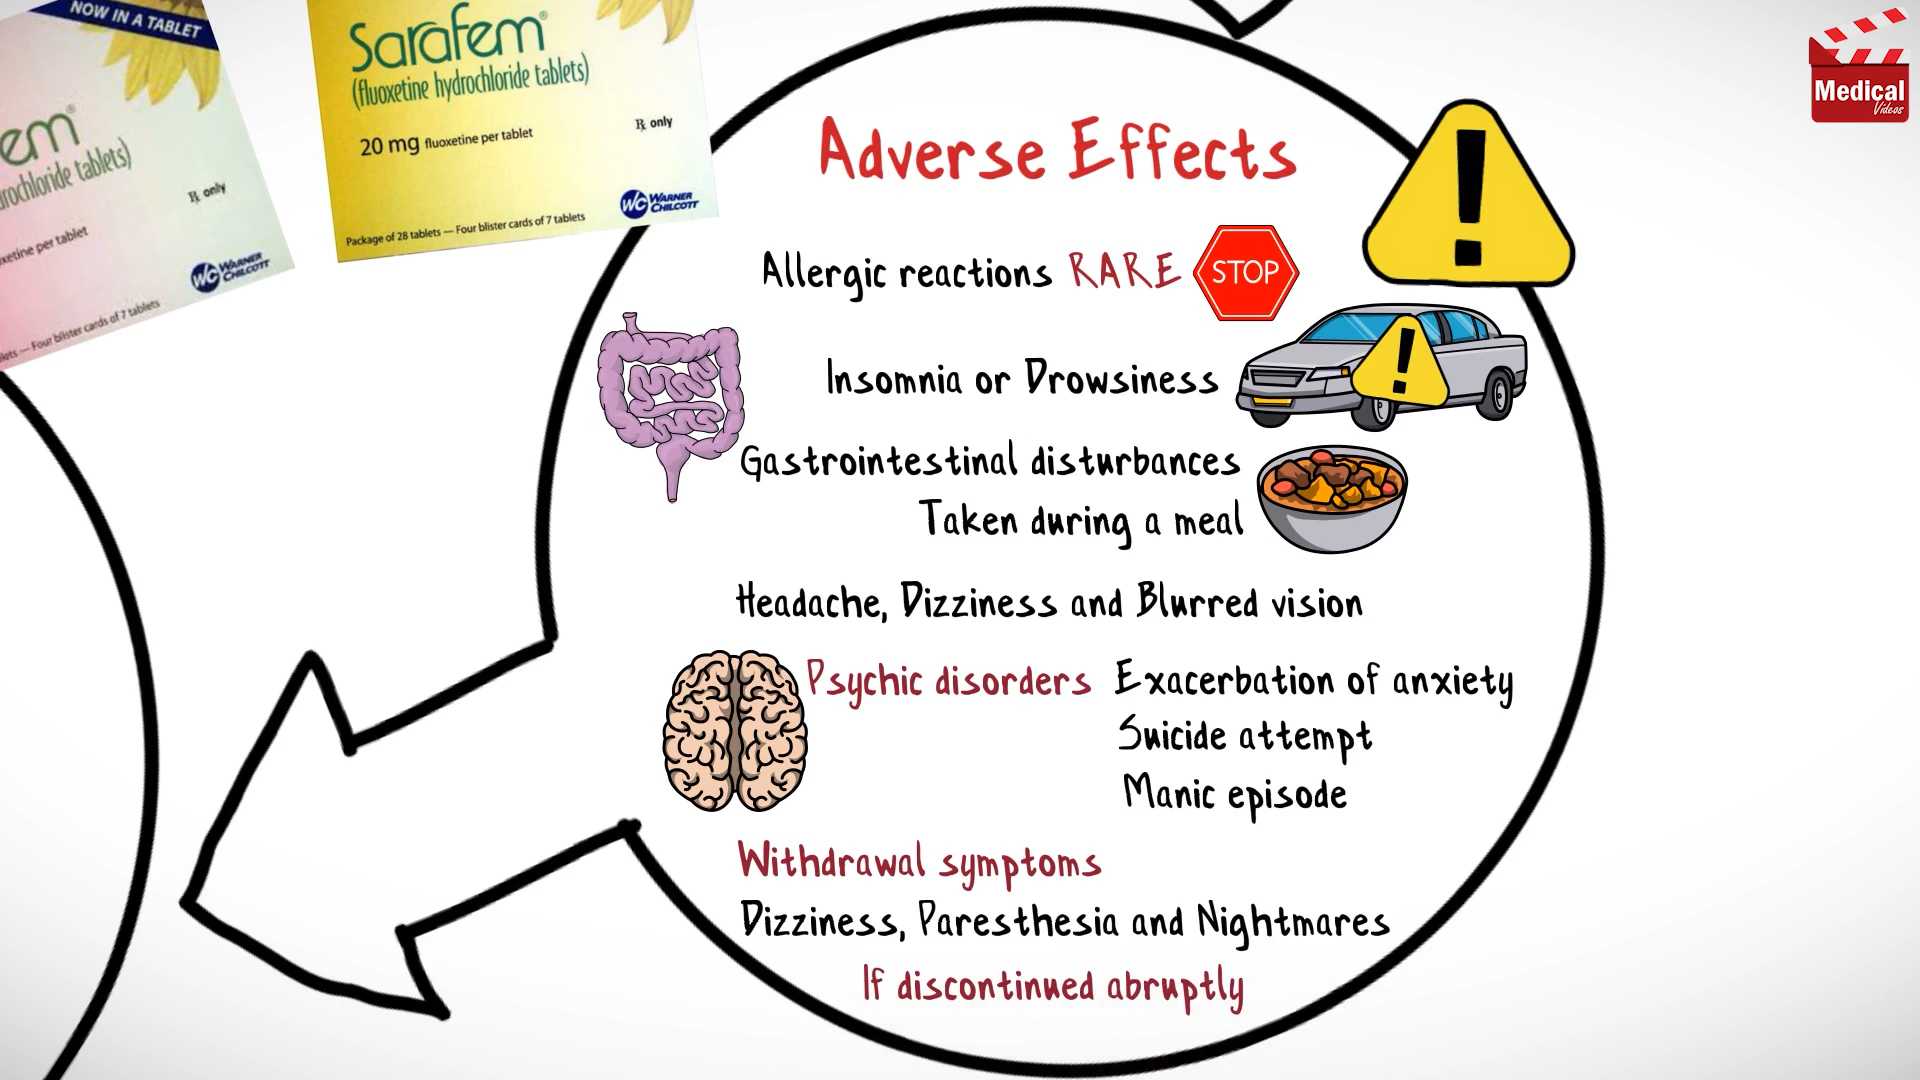 NOW IN A TABLET
em®
rochloride tablets)
℞ only
xetine per tablet
WC WARNER CHILCOTT
lets — Four blister cards of 7 tablets
Sarafem®
(fluoxetine hydrochloride tablets)
20 mg fluoxetine per tablet
℞ only
WC WARNER CHILCOTT
Package of 28 tablets — Four blister cards of 7 tablets
Medical
Videos
Adverse Effects
Allergic reactions RARE STOP
Insomnia or Drowsiness
Gastrointestinal disturbances
Taken during a meal
Headache, Dizziness and Blurred vision
Psychic disorders Exacerbation of anxiety
Suicide attempt
Manic episode
Withdrawal symptoms
Dizziness, Paresthesia and Nightmares
If discontinued abruptly